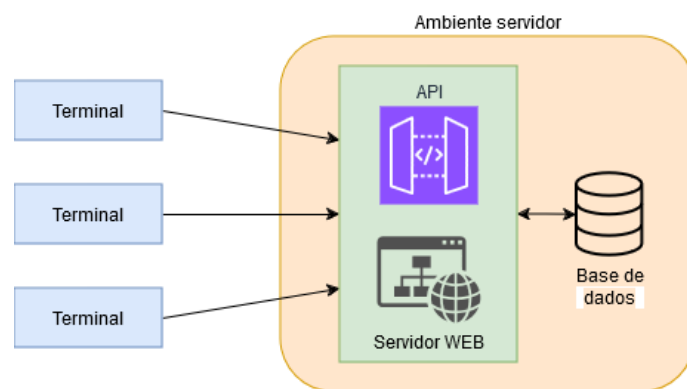 Ambiente servidor
API
Terminal
Terminal
Terminal
</>
Base de
dados
Servidor WEB